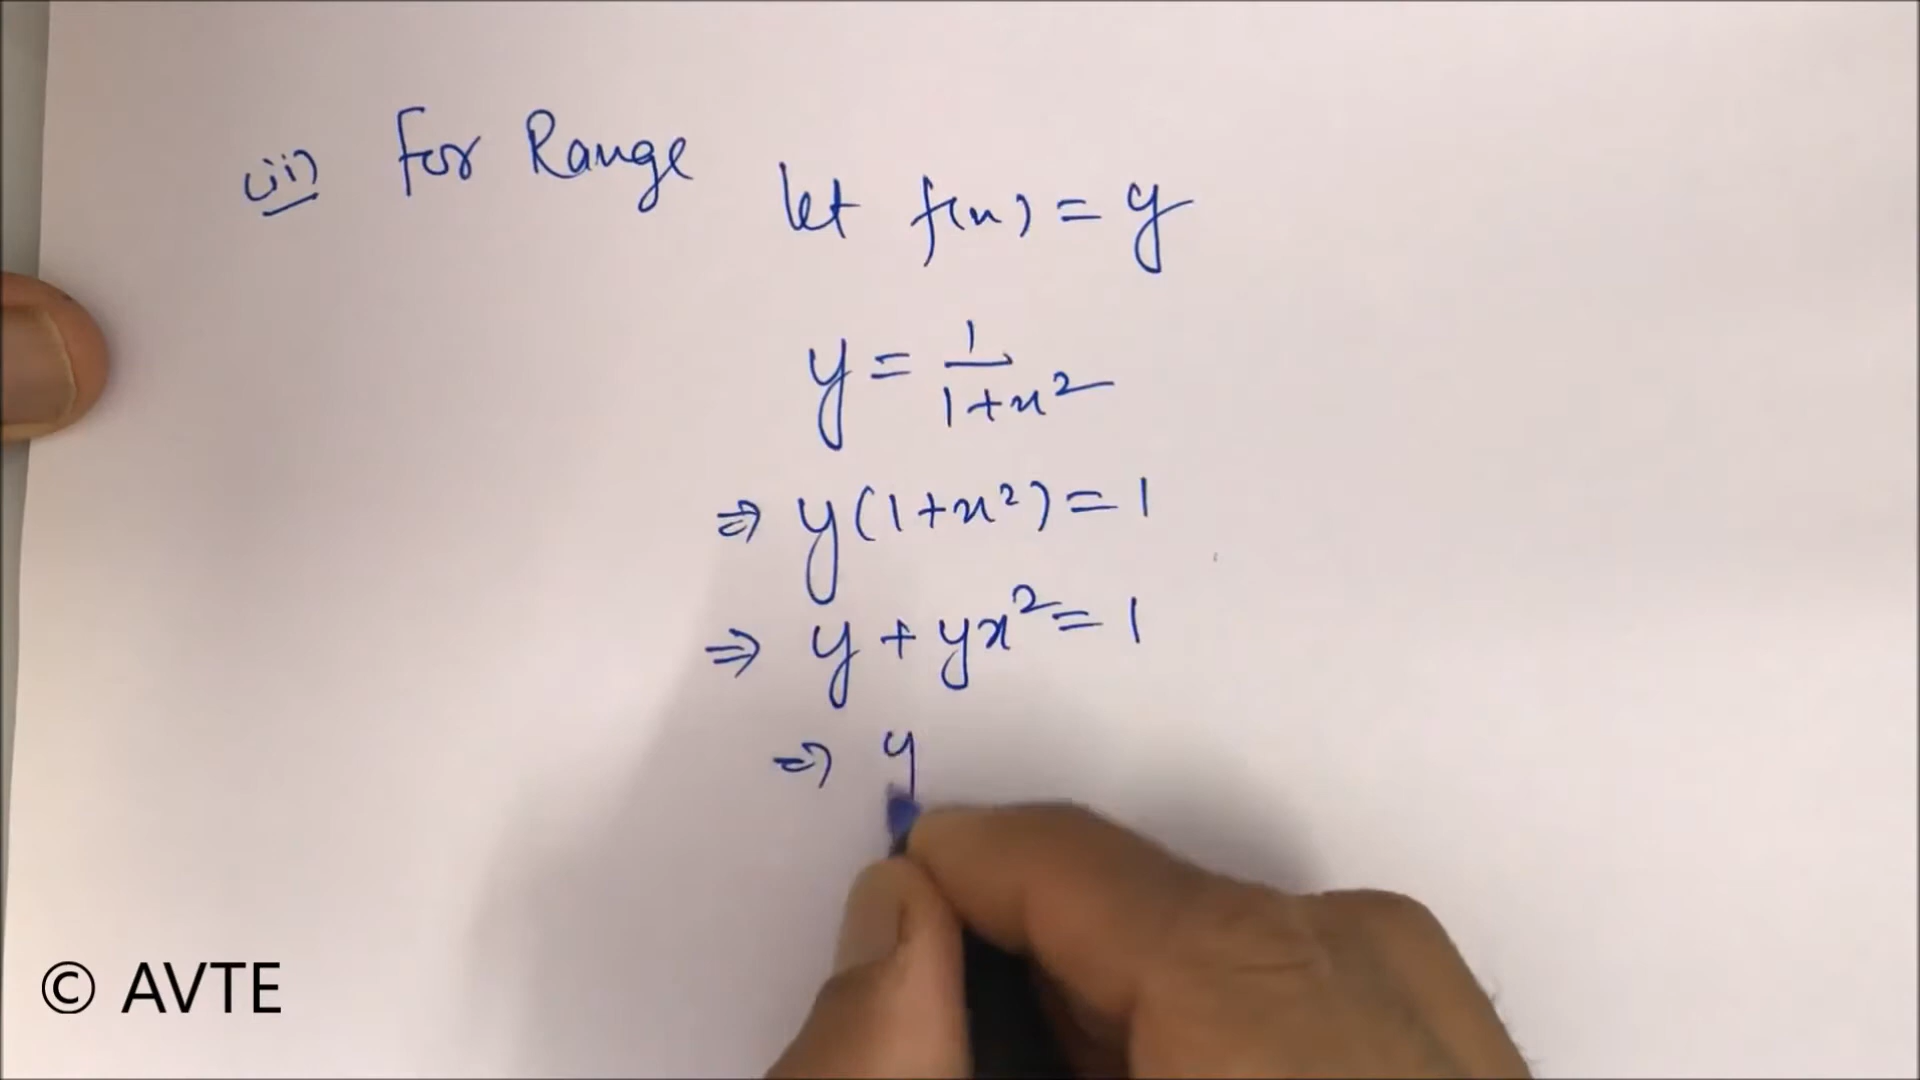 (ii) For Range
let f(x) = y
y = 1/(1+x²)
⇒ y(1+x²) = 1
⇒ y + yx² = 1
⇒ y
© AVTE